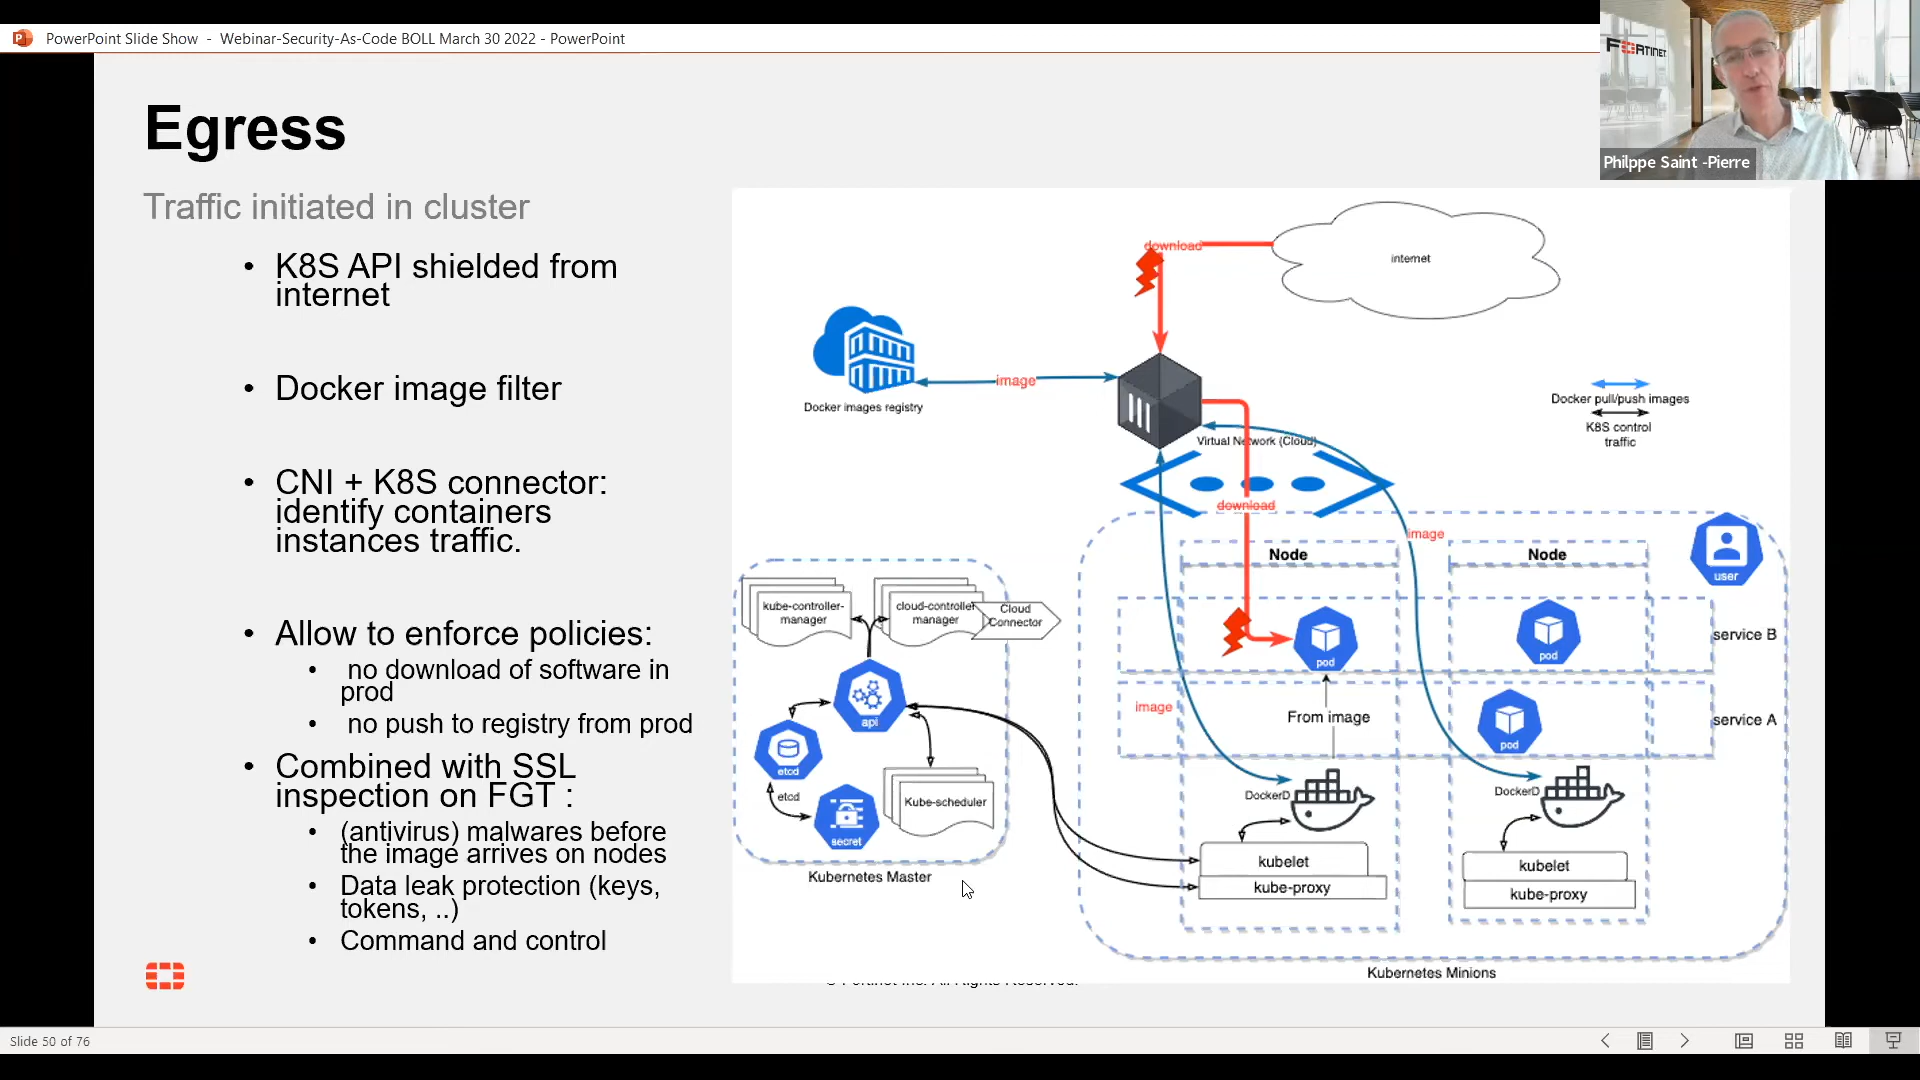 PowerPoint Slide Show - Webinar-Security-As-Code BOLL March 30 2022 - PowerPoint
FORTINET
Philppe Saint -Pierre
Egress
Traffic initiated in cluster
• K8S API shielded from
internet
• Docker image filter
• CNI + K8S connector:
identify containers
instances traffic.
• Allow to enforce policies:
• no download of software in
prod
• no push to registry from prod
• Combined with SSL
inspection on FGT :
• (antivirus) malwares before
the image arrives on nodes
• Data leak protection (keys,
tokens, ..)
• Command and control
download
internet
Docker images registry
image
Docker pull/push images
K8S control
traffic
Virtual Network (Cloud)
download
image
Node
Node
user
kube-controller-
manager
cloud-controller
manager
Cloud
Connector
pod
pod
service B
api
image
From image
pod
service A
etcd
etcd
secret
Kube-scheduler
DockerD
DockerD
kubelet
kube-proxy
kubelet
kube-proxy
Kubernetes Master
Kubernetes Minions
© Fortinet Inc. All Rights Reserved.
Slide 50 of 76